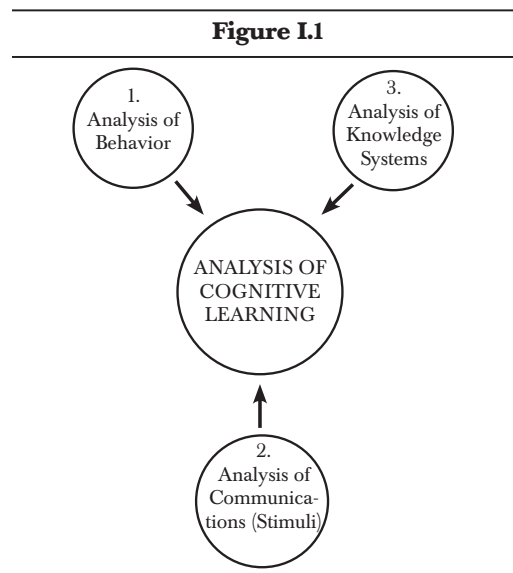 Figure I.1
1.
Analysis of
Behavior
3.
Analysis of
Knowledge
Systems
ANALYSIS OF
COGNITIVE
LEARNING
2.
Analysis of
Communica-
tions (Stimuli)